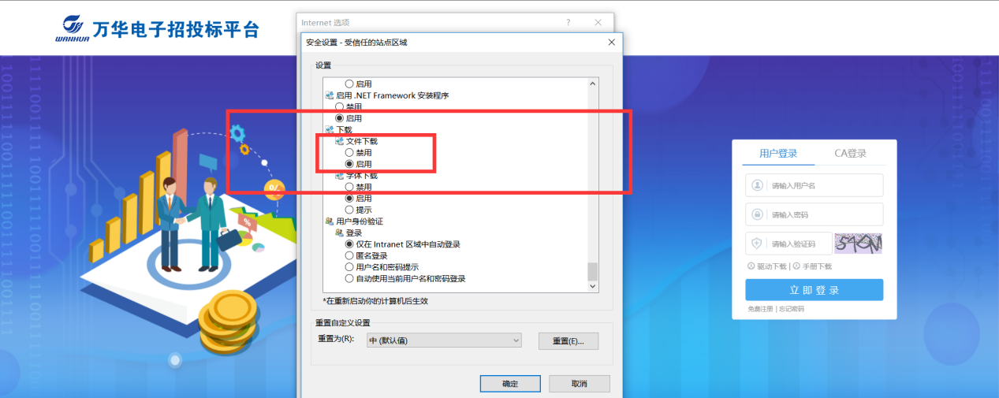 WANHUA 万华电子招投标平台
Internet 选项
安全设置 - 受信任的站点区域
设置
启用
启用 .NET Framework 安装程序
禁用
启用
下载
文件下载
禁用
启用
字体下载
禁用
启用
提示
用户身份验证
登录
仅在 Intranet 区域中自动登录
匿名登录
用户名和密码提示
自动使用当前用户名和密码登录
*在重新启动你的计算机后生效
重置自定义设置
重置为(R):
中 (默认值)
重置(E)...
确定
取消
用户登录
CA登录
请输入用户名
请输入密码
请输入验证码
驱动下载 | 手册下载
立即登录
免费注册 | 忘记密码
%
%